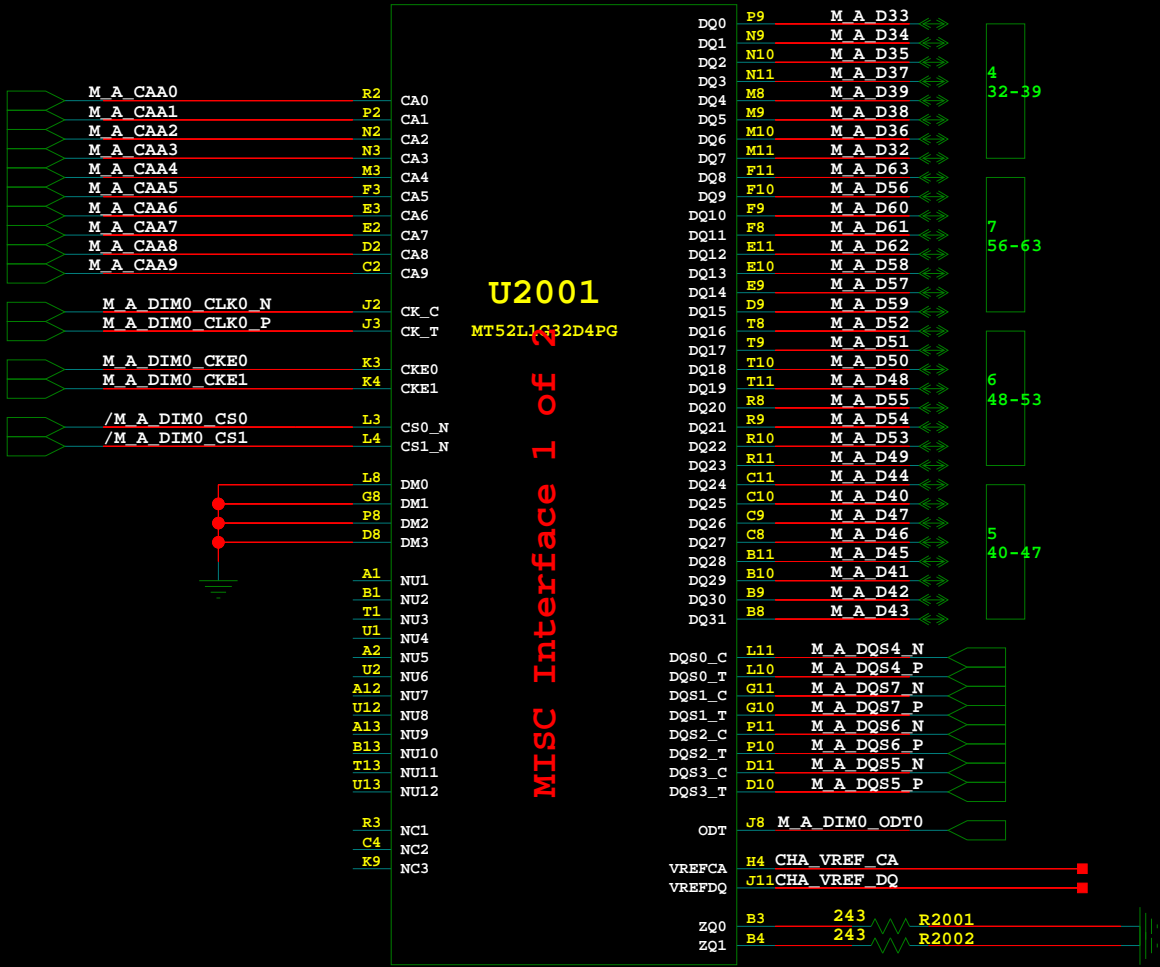 M_A_CAA0 R2 CA0
M_A_CAA1 P2 CA1
M_A_CAA2 N2 CA2
M_A_CAA3 N3 CA3
M_A_CAA4 M3 CA4
M_A_CAA5 F3 CA5
M_A_CAA6 E3 CA6
M_A_CAA7 E2 CA7
M_A_CAA8 D2 CA8
M_A_CAA9 C2 CA9
M_A_DIM0_CLK0_N J2 CK_C
M_A_DIM0_CLK0_P J3 CK_T
M_A_DIM0_CKE0 K3 CKE0
M_A_DIM0_CKE1 K4 CKE1
/M_A_DIM0_CS0 L3 CS0_N
/M_A_DIM0_CS1 L4 CS1_N
L8 DM0
G8 DM1
P8 DM2
D8 DM3
A1 NU1
B1 NU2
T1 NU3
U1 NU4
A2 NU5
U2 NU6
A12 NU7
U12 NU8
A13 NU9
B13 NU10
T13 NU11
U13 NU12
R3 NC1
C4 NC2
K9 NC3
U2001
MT52L1G32D4PG
MISC Interface 1 of 2
DQ0 P9 M_A_D33
DQ1 N9 M_A_D34
DQ2 N10 M_A_D35
DQ3 N11 M_A_D37
DQ4 M8 M_A_D39
DQ5 M9 M_A_D38
DQ6 M10 M_A_D36
DQ7 M11 M_A_D32
DQ8 F11 M_A_D63
DQ9 F10 M_A_D56
DQ10 F9 M_A_D60
DQ11 F8 M_A_D61
DQ12 E11 M_A_D62
DQ13 E10 M_A_D58
DQ14 E9 M_A_D57
DQ15 D9 M_A_D59
DQ16 T8 M_A_D52
DQ17 T9 M_A_D51
DQ18 T10 M_A_D50
DQ19 T11 M_A_D48
DQ20 R8 M_A_D55
DQ21 R9 M_A_D54
DQ22 R10 M_A_D53
DQ23 R11 M_A_D49
DQ24 C11 M_A_D44
DQ25 C10 M_A_D40
DQ26 C9 M_A_D47
DQ27 C8 M_A_D46
DQ28 B11 M_A_D45
DQ29 B10 M_A_D41
DQ30 B9 M_A_D42
DQ31 B8 M_A_D43
DQS0_C L11 M_A_DQS4_N
DQS0_T L10 M_A_DQS4_P
DQS1_C G11 M_A_DQS7_N
DQS1_T G10 M_A_DQS7_P
DQS2_C P11 M_A_DQS6_N
DQS2_T P10 M_A_DQS6_P
DQS3_C D11 M_A_DQS5_N
DQS3_T D10 M_A_DQS5_P
ODT J8 M_A_DIM0_ODT0
VREFCA H4 CHA_VREF_CA
VREFDQ J11 CHA_VREF_DQ
ZQ0 B3 243 R2001
ZQ1 B4 243 R2002
4
32-39
7
56-63
6
48-53
5
40-47